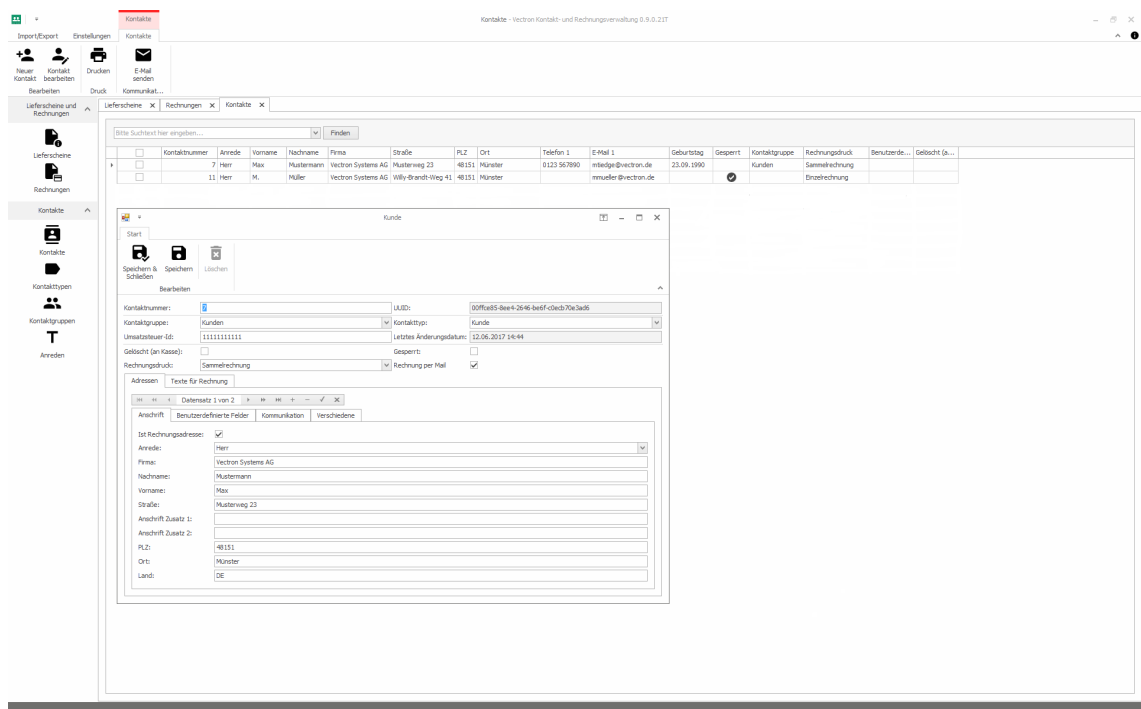 Kontakte
Kontakte - Vectron Kontakt- und Rechnungsverwaltung 0.9.0.21T
Import/Export Einstellungen Kontakte
Neuer Kontakt
Kontakt bearbeiten
Drucken
E-Mail senden
Bearbeiten Druck Kommunikat...
Lieferscheine und Rechnungen
Lieferscheine
Rechnungen
Kontakte
Kontakte
Kontakttypen
Kontaktgruppen
Anreden
Lieferscheine Rechnungen Kontakte
Bitte Suchtext hier eingeben... Finden
Kontaktnummer Anrede Vorname Nachname Firma Straße PLZ Ort Telefon 1 E-Mail 1 Geburtstag Gesperrt Kontaktgruppe Rechnungsdruck Benutzerde... Gelöscht (a...
7 Herr Max Mustermann Vectron Systems AG Musterweg 23 48151 Münster 0123 567890 mtiedge@vectron.de 23.09.1990 Kunden Sammelrechnung
11 Herr M. Müller Vectron Systems AG Willy-Brandt-Weg 41 48151 Münster mmueller@vectron.de Einzelrechnung
Kunde
Start
Speichern & Schließen
Speichern
Löschen
Bearbeiten
Kontaktnummer: 7 UUID: 00ffce85-8ee4-2646-be6f-c0ecb70e3ad6
Kontaktgruppe: Kunden Kontakttyp: Kunde
Umsatzsteuer-Id: 11111111111 Letztes Änderungsdatum: 12.06.2017 14:44
Gelöscht (an Kasse): Gesperrt:
Rechnungsdruck: Sammelrechnung Rechnung per Mail
Adressen Texte für Rechnung
Datensatz 1 von 2
Anschrift Benutzerdefinierte Felder Kommunikation Verschiedene
Ist Rechnungsadresse:
Anrede: Herr
Firma: Vectron Systems AG
Nachname: Mustermann
Vorname: Max
Straße: Musterweg 23
Anschrift Zusatz 1:
Anschrift Zusatz 2:
PLZ: 48151
Ort: Münster
Land: DE